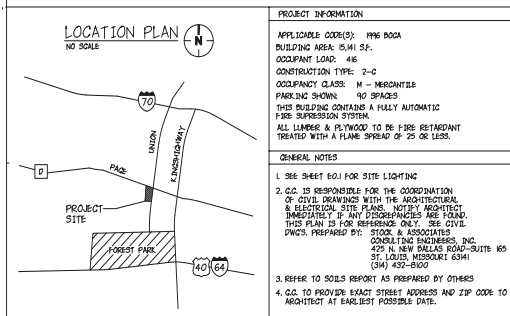 LOCATION PLAN
NO SCALE
N
70
UNION
KINGSHIGHWAY
D
PAGE
PROJECT
SITE
FOREST PARK
40 64
PROJECT INFORMATION
APPLICABLE CODE(S): 1996 BOCA
BUILDING AREA: 15,141 S.F.
OCCUPANT LOAD: 416
CONSTRUCTION TYPE: 2-C
OCCUPANCY CLASS: M - MERCANTILE
PARKING SHOWN: 90 SPACES
THIS BUILDING CONTAINS A FULLY AUTOMATIC
FIRE SUPRESSION SYSTEM.
ALL LUMBER & PLYWOOD TO BE FIRE RETARDANT
TREATED WITH A FLAME SPREAD OF 25 OR LESS.
GENERAL NOTES
1. SEE SHEET E0.1 FOR SITE LIGHTING
2. G.C. IS RESPONSIBLE FOR THE COORDINATION
OF CIVIL DRAWINGS WITH THE ARCHITECTURAL
& ELECTRICAL SITE PLANS. NOTIFY ARCHITECT
IMMEDIATELY IF ANY DISCREPANCIES ARE FOUND.
THIS PLAN IS FOR REFERENCE ONLY. SEE CIVIL
DWGS. PREPARED BY: STOCK & ASSOCIATES
CONSULTING ENGINEERS, INC.
425 N. NEW BALLAS ROAD-SUITE 165
ST. LOUIS, MISSOURI 63141
(314) 432-8100
3. REFER TO SOILS REPORT AS PREPARED BY OTHERS
4. G.C. TO PROVIDE EXACT STREET ADDRESS AND ZIP CODE TO
ARCHITECT AT EARLIEST POSSIBLE DATE.